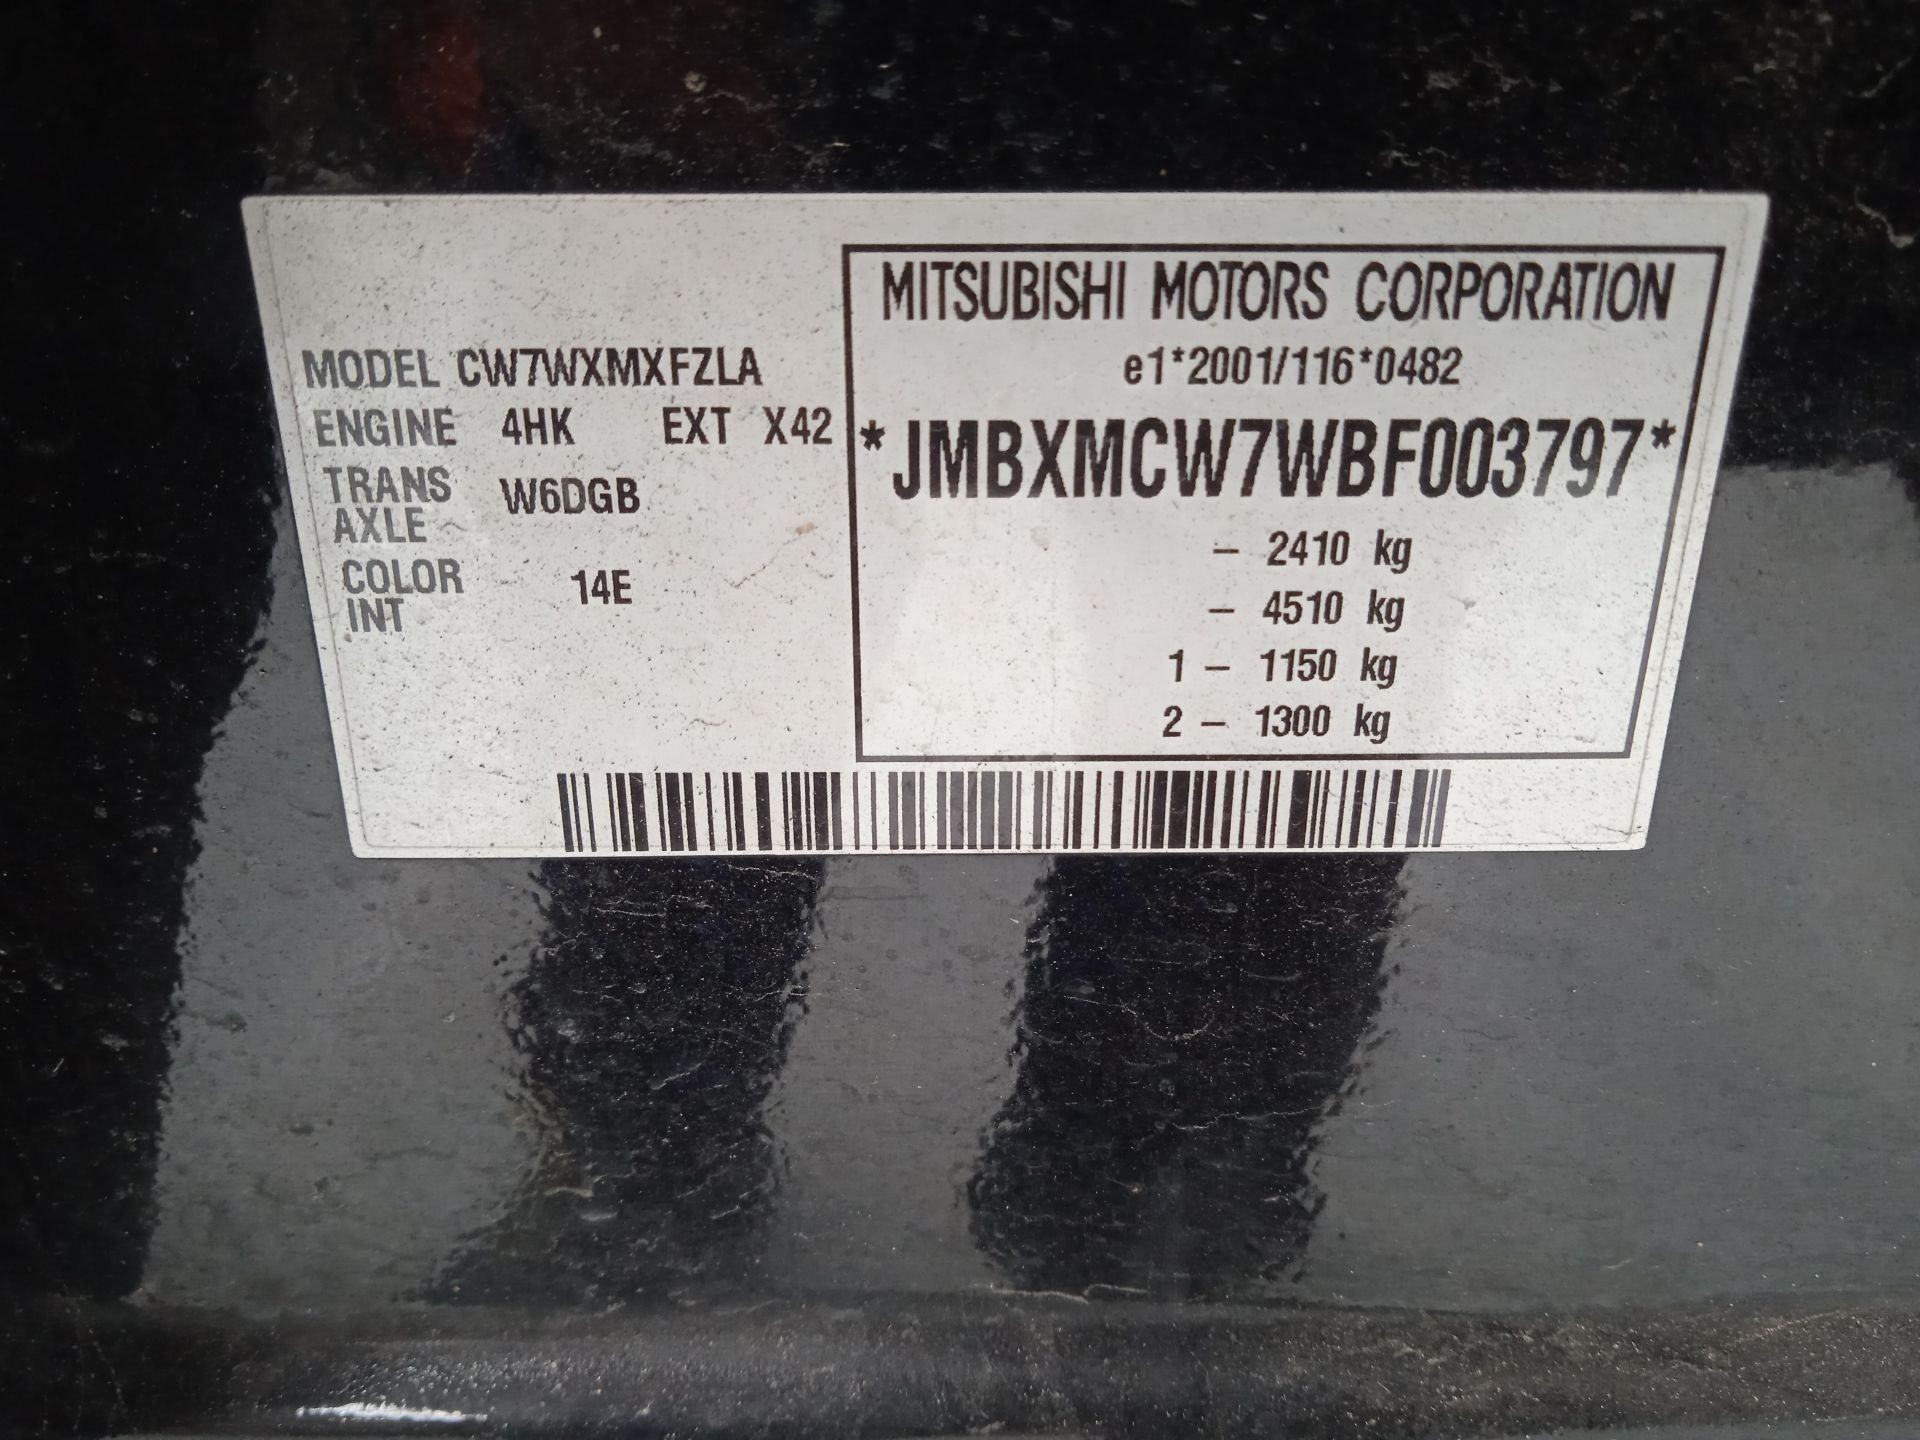 MITSUBISHI MOTORS CORPORATION
e1*2001/116*0482
*JMBXMCW7WBF003797*
- 2410 kg
- 4510 kg
1 - 1150 kg
2 - 1300 kg
MODEL CW7WXMXFZLA
ENGINE 4HK EXT X42
TRANS AXLE W6DGB
COLOR INT 14E